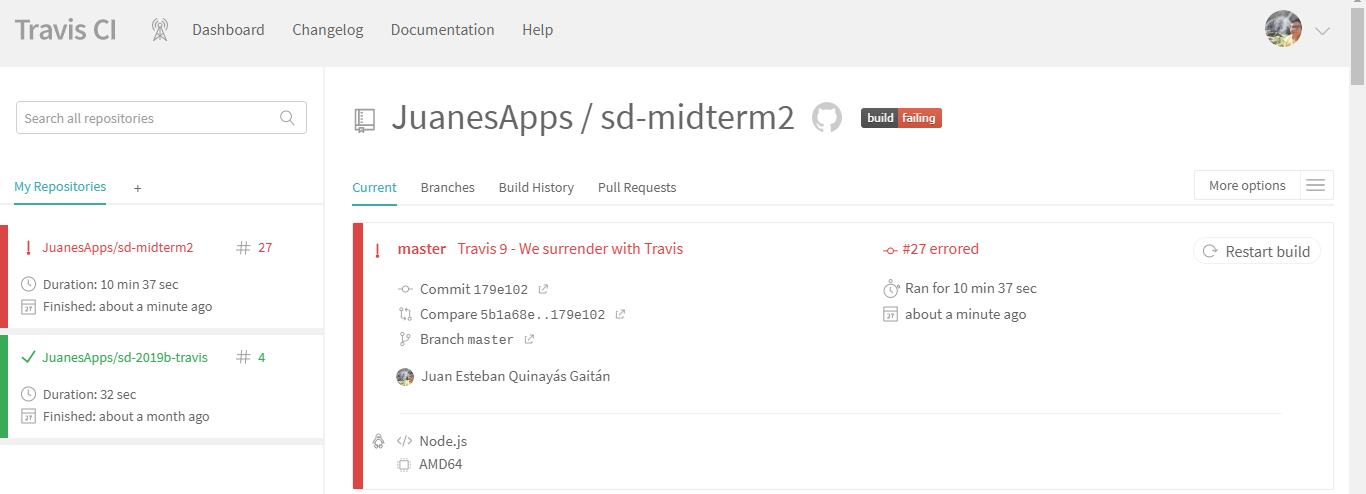 Travis CI Dashboard Changelog Documentation Help
Search all repositories
My Repositories +
! JuanesApps/sd-midterm2 # 27
Duration: 10 min 37 sec
27 Finished: about a minute ago
JuanesApps/sd-2019b-travis # 4
Duration: 32 sec
27 Finished: about a month ago
JuanesApps / sd-midterm2 build failing
Current Branches Build History Pull Requests More options
! master Travis 9 - We surrender with Travis #27 errored Restart build
Commit 179e102 Ran for 10 min 37 sec
Compare 5b1a68e..179e102 27 about a minute ago
Branch master
Juan Esteban Quinayás Gaitán
</> Node.js
AMD64